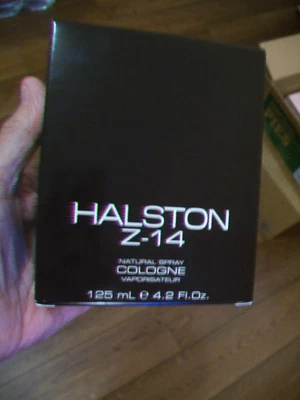 HALSTON
Z-14
NATURAL SPRAY
COLOGNE
VAPORISATEUR
125 mL e 4.2 Fl.Oz.